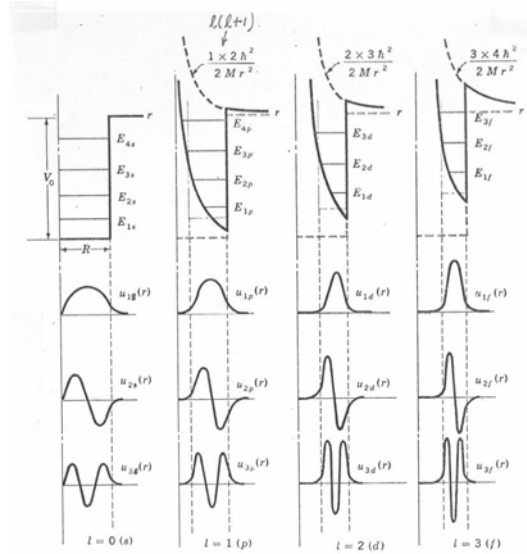 l(l+1)
1 × 2 ħ²
2 M r²
2 × 3 ħ²
2 M r²
3 × 4 ħ²
2 M r²
r
r
r
r
V₀
R
E₄ₛ
E₃ₛ
E₂ₛ
E₁ₛ
E₄ₚ
E₃ₚ
E₂ₚ
E₁ₚ
E₃d
E₂d
E₁d
E₃f
E₂f
E₁f
u₁ₛ(r)
u₁ₚ(r)
u₁d(r)
u₁f(r)
u₂ₛ(r)
u₂ₚ(r)
u₂d(r)
u₂f(r)
u₃ₛ(r)
u₃ₚ(r)
u₃d(r)
u₃f(r)
l = 0 (s)
l = 1 (p)
l = 2 (d)
l = 3 (f)